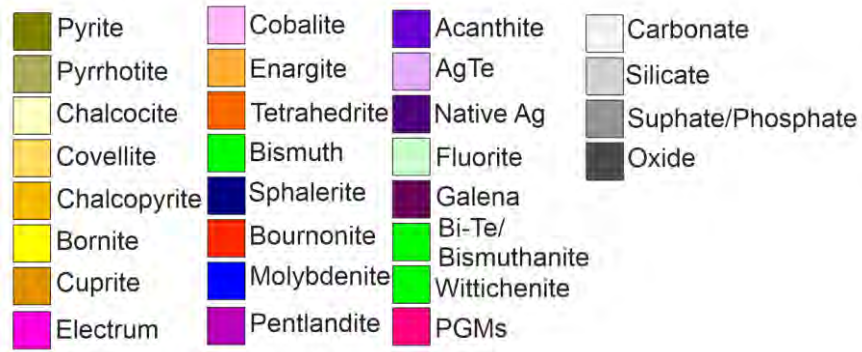 Pyrite
Pyrrhotite
Chalcocite
Covellite
Chalcopyrite
Bornite
Cuprite
Electrum
Cobalite
Enargite
Tetrahedrite
Bismuth
Sphalerite
Bournonite
Molybdenite
Pentlandite
Acanthite
AgTe
Native Ag
Fluorite
Galena
Bi-Te/
Bismuthanite
Wittichenite
PGMs
Carbonate
Silicate
Suphate/Phosphate
Oxide